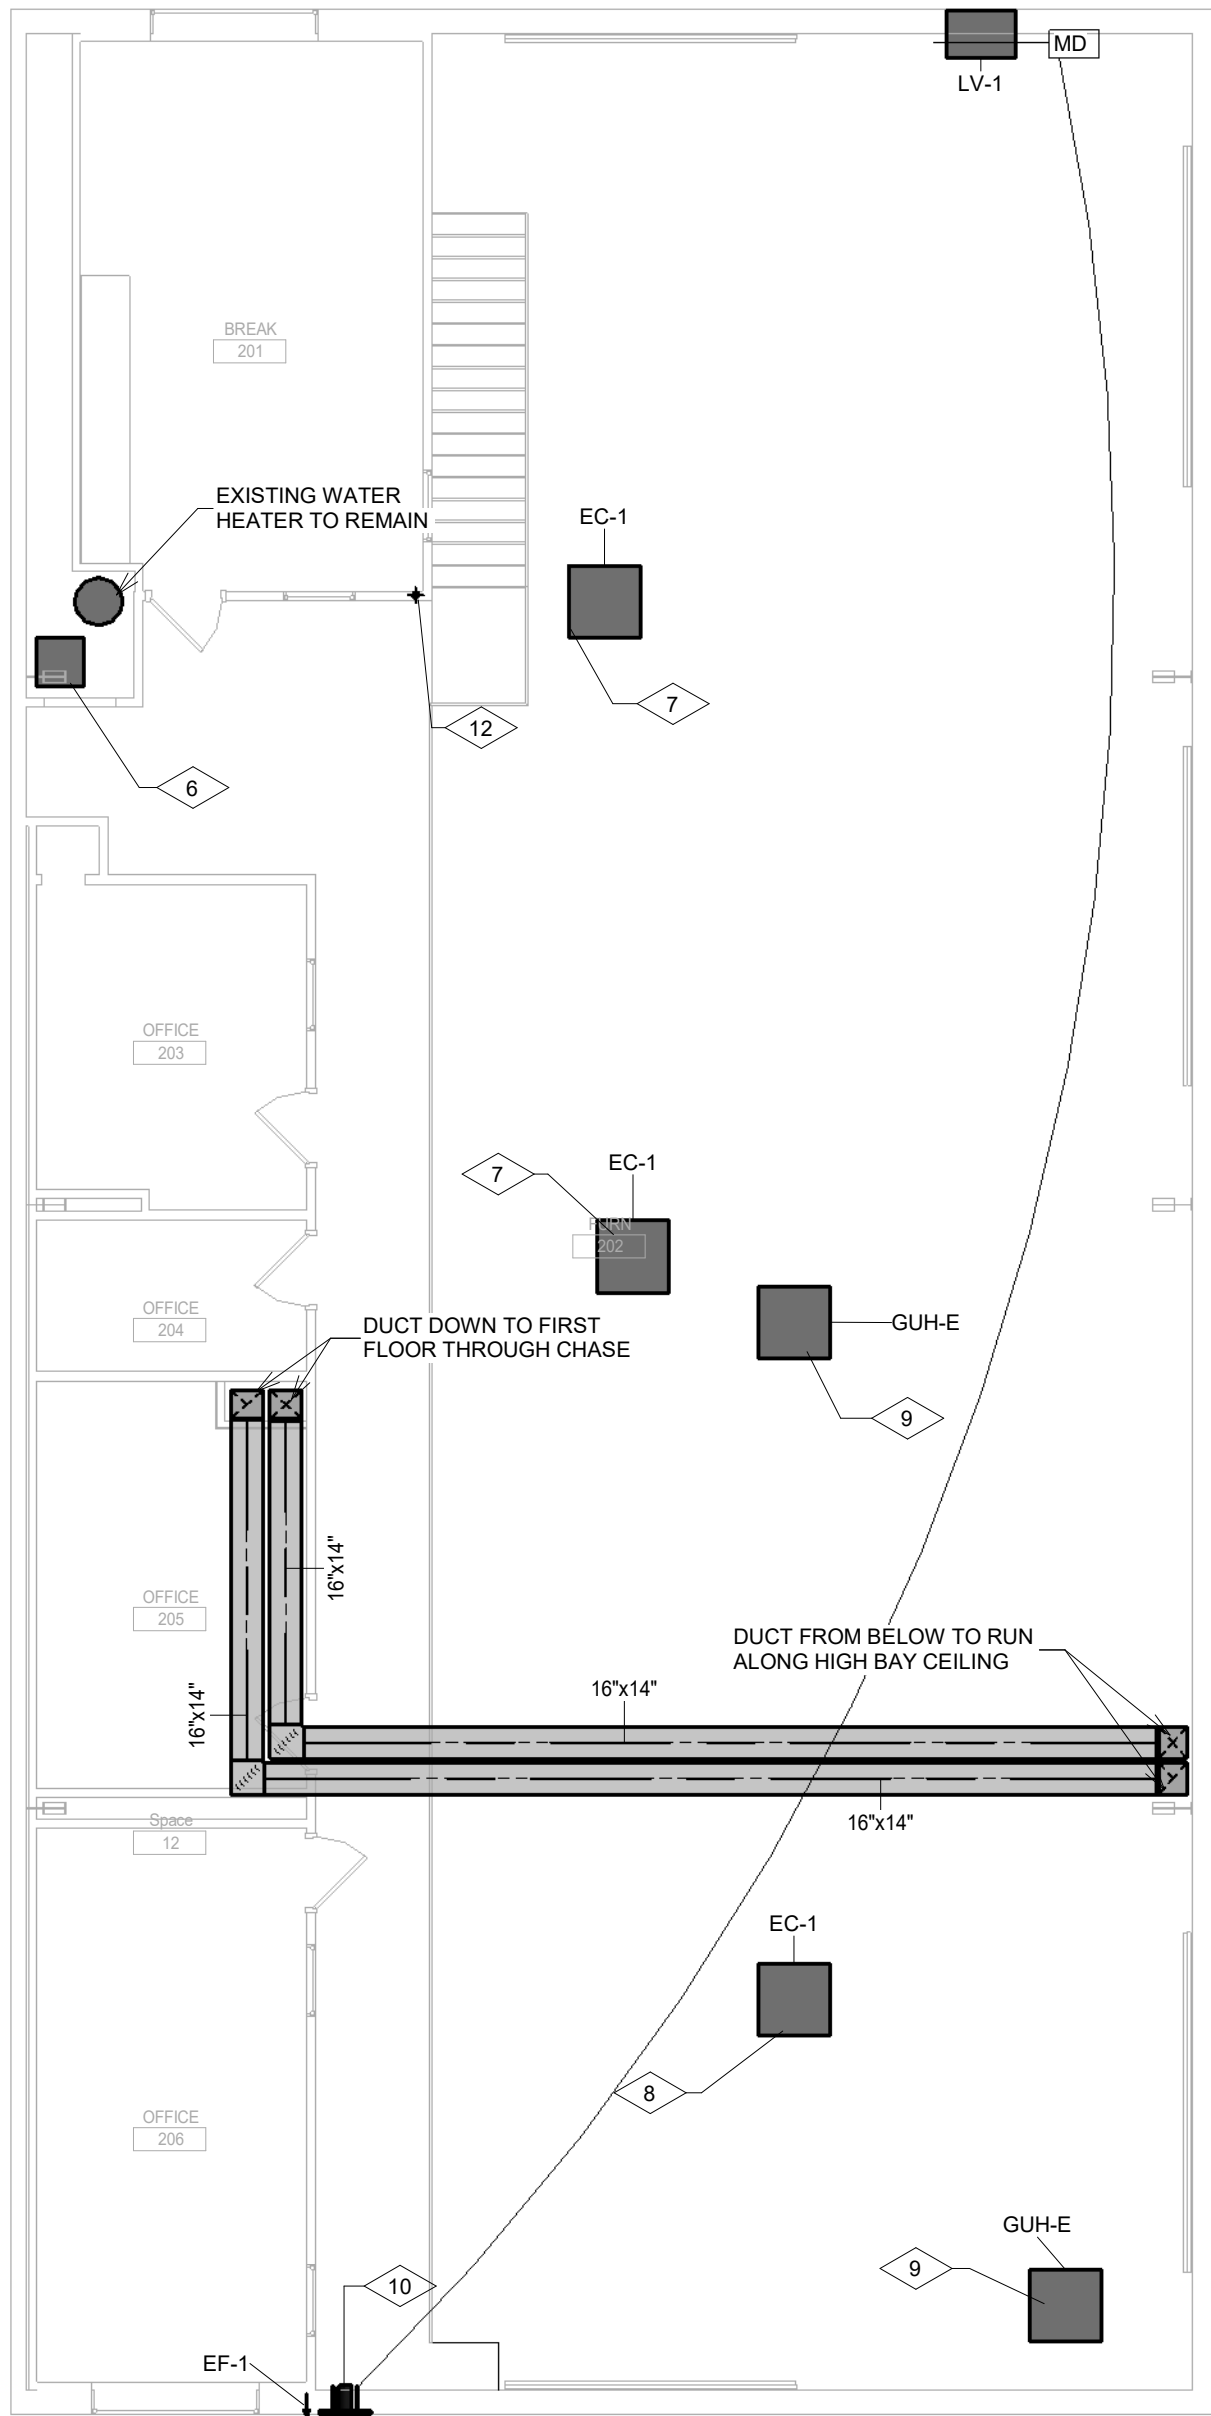 MD
LV-1
BREAK
201
EXISTING WATER
HEATER TO REMAIN
EC-1
7
12
6
OFFICE
203
7
EC-1
FURN
202
OFFICE
204
DUCT DOWN TO FIRST
FLOOR THROUGH CHASE
GUH-E
9
16"x14"
OFFICE
205
DUCT FROM BELOW TO RUN
ALONG HIGH BAY CEILING
16"x14"
16"x14"
Space
12
16"x14"
EC-1
8
OFFICE
206
GUH-E
9
10
EF-1